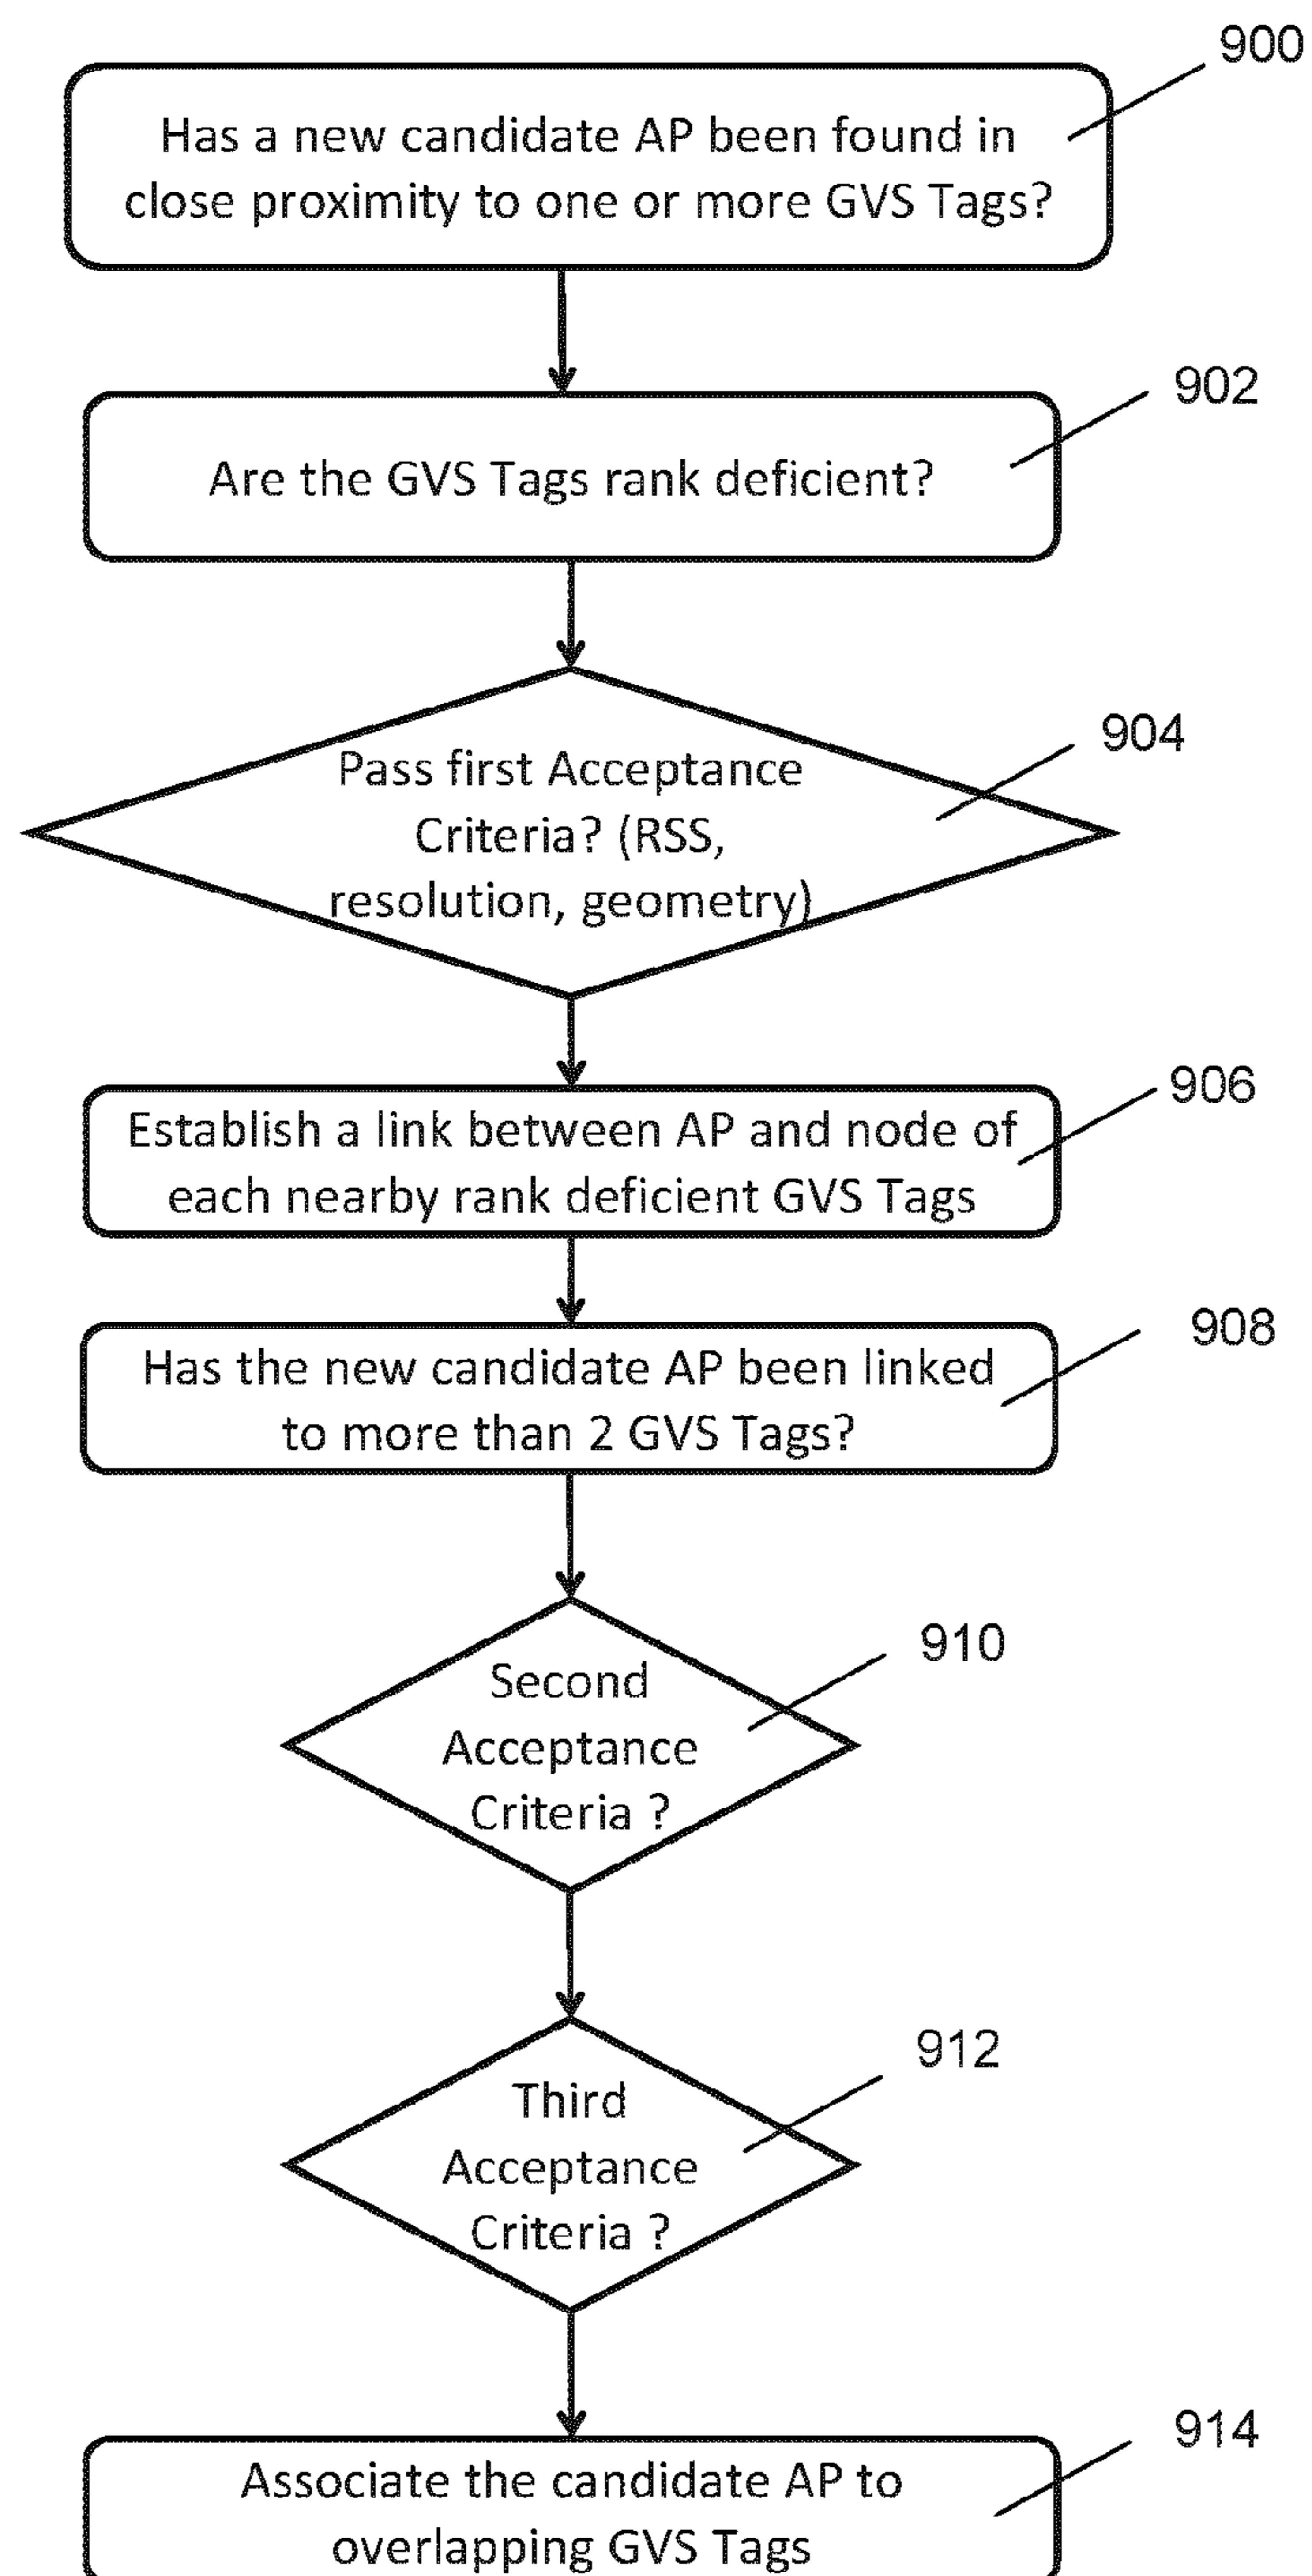 900
Has a new candidate AP been found in
close proximity to one or more GVS Tags?
902
Are the GVS Tags rank deficient?
904
Pass first Acceptance
Criteria? (RSS,
resolution, geometry)
906
Establish a link between AP and node of
each nearby rank deficient GVS Tags
908
Has the new candidate AP been linked
to more than 2 GVS Tags?
910
Second
Acceptance
Criteria ?
912
Third
Acceptance
Criteria ?
914
Associate the candidate AP to
overlapping GVS Tags